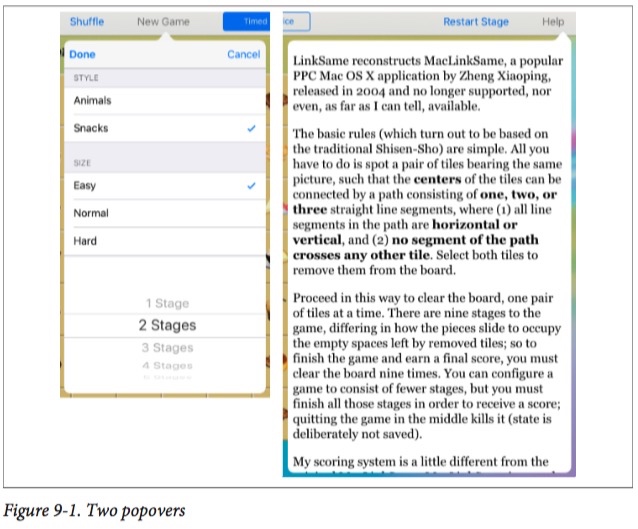 Shuffle New Game Timed
Done Cancel
STYLE
Animals
Snacks
SIZE
Easy
Normal
Hard
1 Stage
2 Stages
3 Stages
4 Stages
ice Restart Stage Help
LinkSame reconstructs MacLinkSame, a popular
PPC Mac OS X application by Zheng Xiaoping,
released in 2004 and no longer supported, nor
even, as far as I can tell, available.
The basic rules (which turn out to be based on
the traditional Shisen-Sho) are simple. All you
have to do is spot a pair of tiles bearing the same
picture, such that the centers of the tiles can be
connected by a path consisting of one, two, or
three straight line segments, where (1) all line
segments in the path are horizontal or
vertical, and (2) no segment of the path
crosses any other tile. Select both tiles to
remove them from the board.
Proceed in this way to clear the board, one pair
of tiles at a time. There are nine stages to the
game, differing in how the pieces slide to occupy
the empty spaces left by removed tiles; so to
finish the game and earn a final score, you must
clear the board nine times. You can configure a
game to consist of fewer stages, but you must
finish all those stages in order to receive a score;
quitting the game in the middle kills it (state is
deliberately not saved).
My scoring system is a little different from the
Figure 9-1. Two popovers